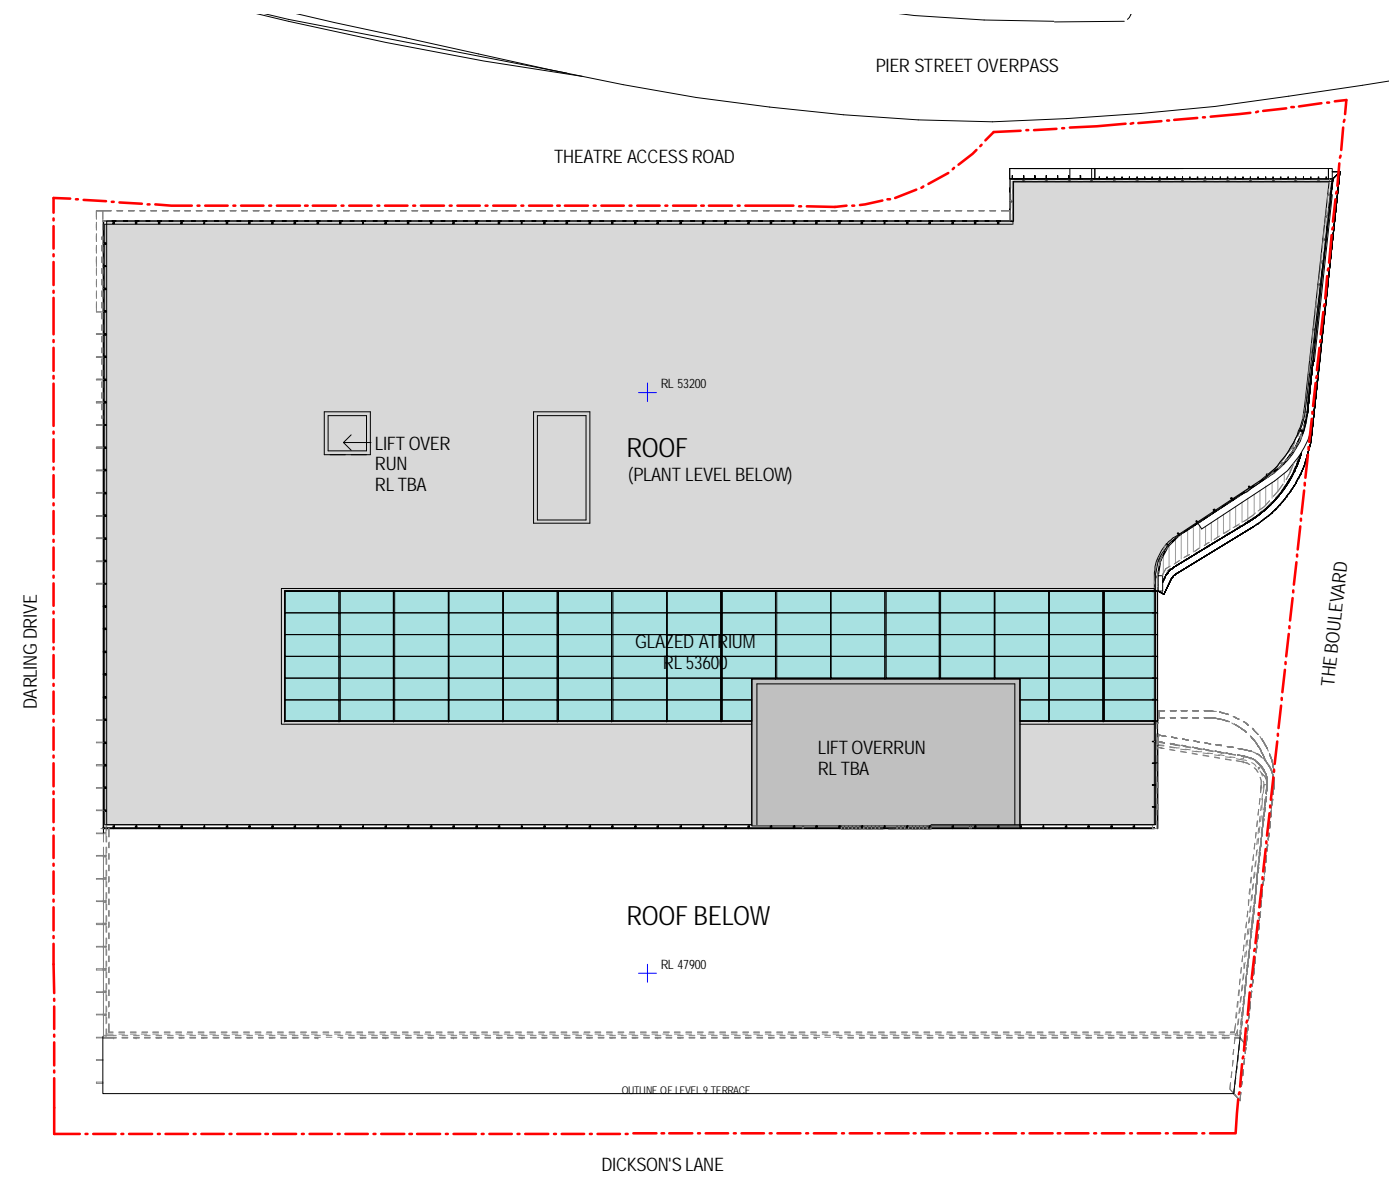 PIER STREET OVERPASS
THEATRE ACCESS ROAD
RL 53200
LIFT OVER
RUN
RL TBA
ROOF
(PLANT LEVEL BELOW)
DARLING DRIVE
THE BOULEVARD
GLAZED ATRIUM
RL 53600
LIFT OVERRUN
RL TBA
ROOF BELOW
RL 47900
OUTLINE OF LEVEL 9 TERRACE
DICKSON'S LANE